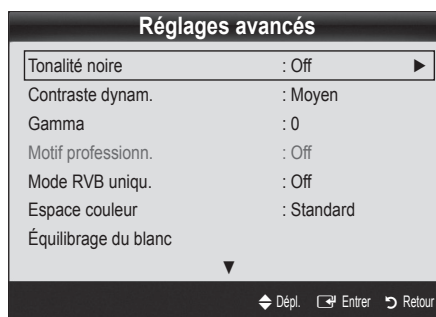 Réglages avancés
Tonalité noire : Off ►
Contraste dynam. : Moyen
Gamma : 0
Motif professionn. : Off
Mode RVB uniqu. : Off
Espace couleur : Standard
Équilibrage du blanc
▼
Dépl. Entrer Retour